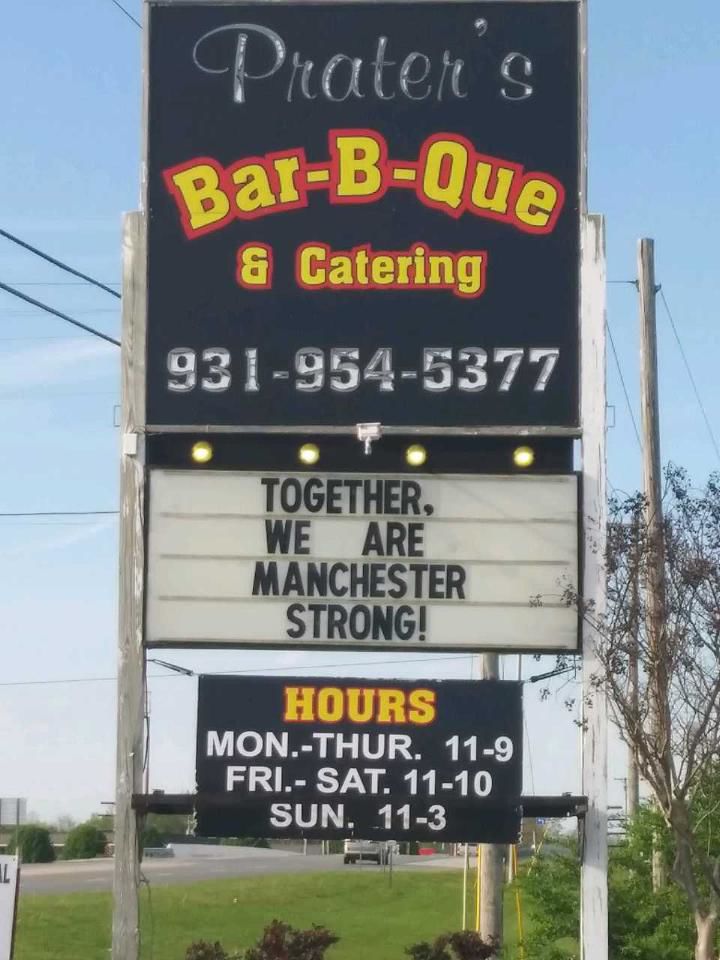 Prater's
Bar-B-Que
& Catering
931-954-5377
TOGETHER,
WE ARE
MANCHESTER
STRONG!
HOURS
MON.-THUR. 11-9
FRI.- SAT. 11-10
SUN. 11-3